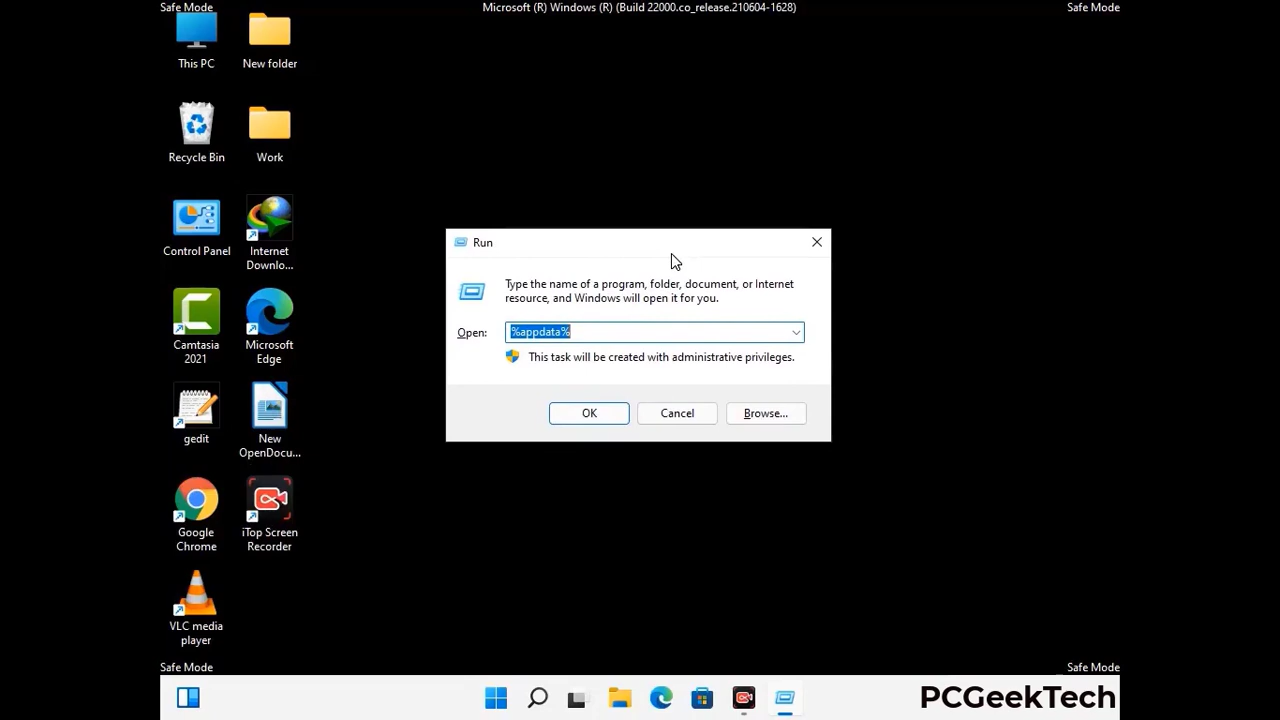 Safe Mode
Microsoft (R) Windows (R) (Build 22000.co_release.210604-1628)
Safe Mode
This PC
New folder
Recycle Bin
Work
Control Panel
Internet
Downlo...
Camtasia
2021
Microsoft
Edge
gedit
New
OpenDocu...
Google
Chrome
iTop Screen
Recorder
VLC media
player
Run
Type the name of a program, folder, document, or Internet
resource, and Windows will open it for you.
Open:
%appdata%
This task will be created with administrative privileges.
OK
Cancel
Browse...
Safe Mode
Safe Mode
PCGeekTech